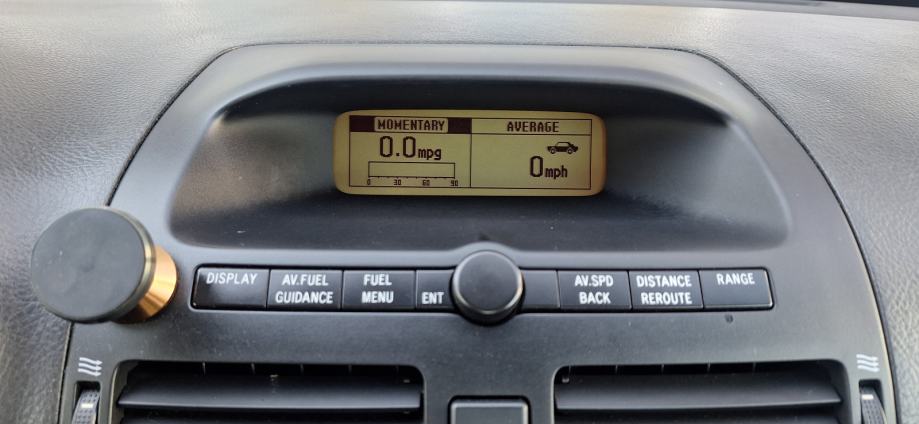 MOMENTARY
AVERAGE
0.0mpg
0mph
0 30 60 90
DISPLAY
AV.FUEL
GUIDANCE
FUEL
MENU
ENT
AV.SPD
BACK
DISTANCE
REROUTE
RANGE